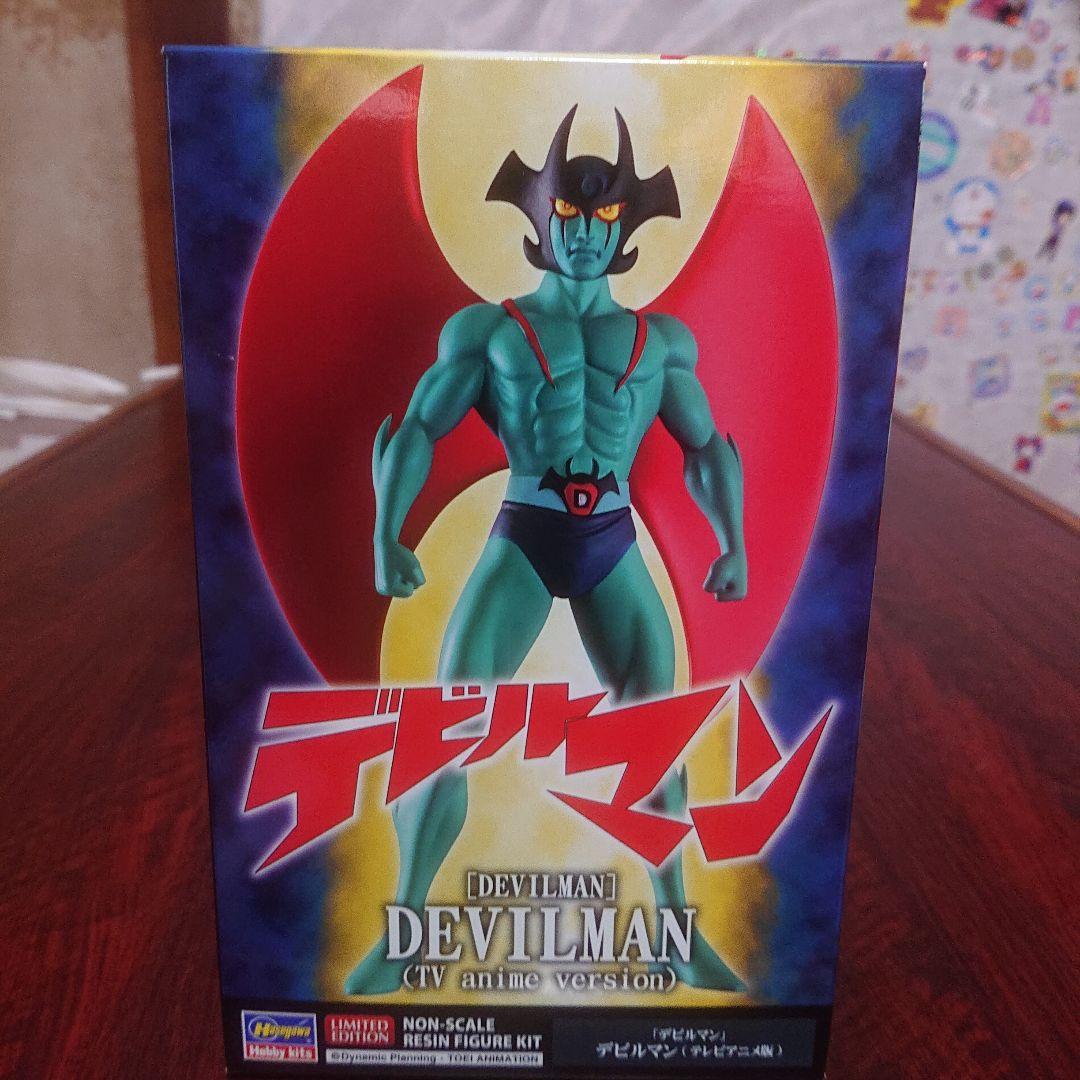 D
デビルマン
[DEVILMAN]
DEVILMAN
(TV anime version)
Hasegawa
Hobby kits
LIMITED
EDITION
NON-SCALE
RESIN FIGURE KIT
©Dynamic Planning・TOEI ANIMATION
「デビルマン」
デビルマン(テレビアニメ版)